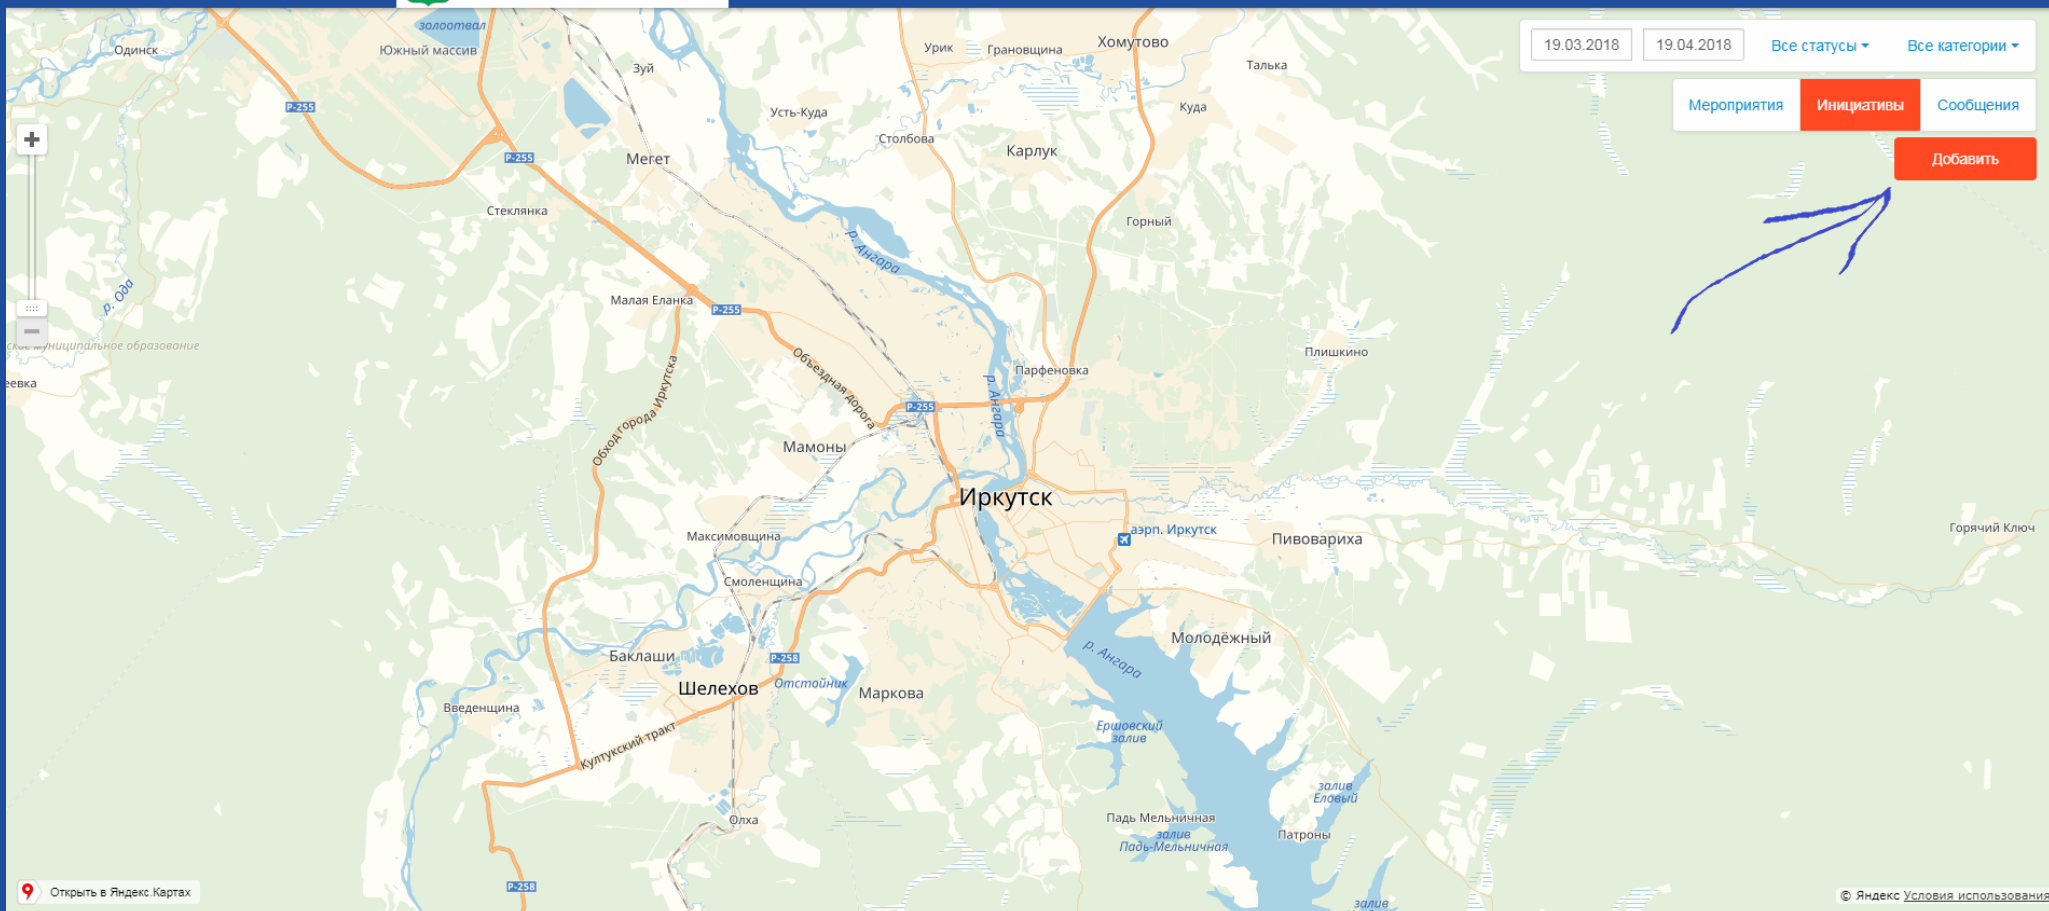 золоотвал
Одинск
Южный массив
Зуй
Урик
Грановщина
Хомутово
Талька
19.03.2018
19.04.2018
Все статусы
Все категории
Р-255
Усть-Куда
Куда
Мероприятия
Инициативы
Сообщения
Столбова
Карлук
Р-255
Мегет
Добавить
Стеклянка
Горный
р. Ангара
р. Ода
Малая Еланка
Р-255
муниципальное образование
Объездная дорога
Плишкино
Парфеновка
еевка
Обход города Иркутска
Р-255
р. Ангара
Мамоны
Иркутск
Максимовщина
аэрп. Иркутск
Пивовариха
Горячий Ключ
Смоленщина
Молодёжный
р. Ангара
Баклаши
Р-258
Шелехов
Отстойник
Маркова
Введенщина
Култукский тракт
Ершовский
залив
залив
Еловый
Олха
Падь Мельничная
залив
Падь-Мельничная
Патроны
Р-258
Открыть в Яндекс.Картах
залив
© Яндекс Условия использования